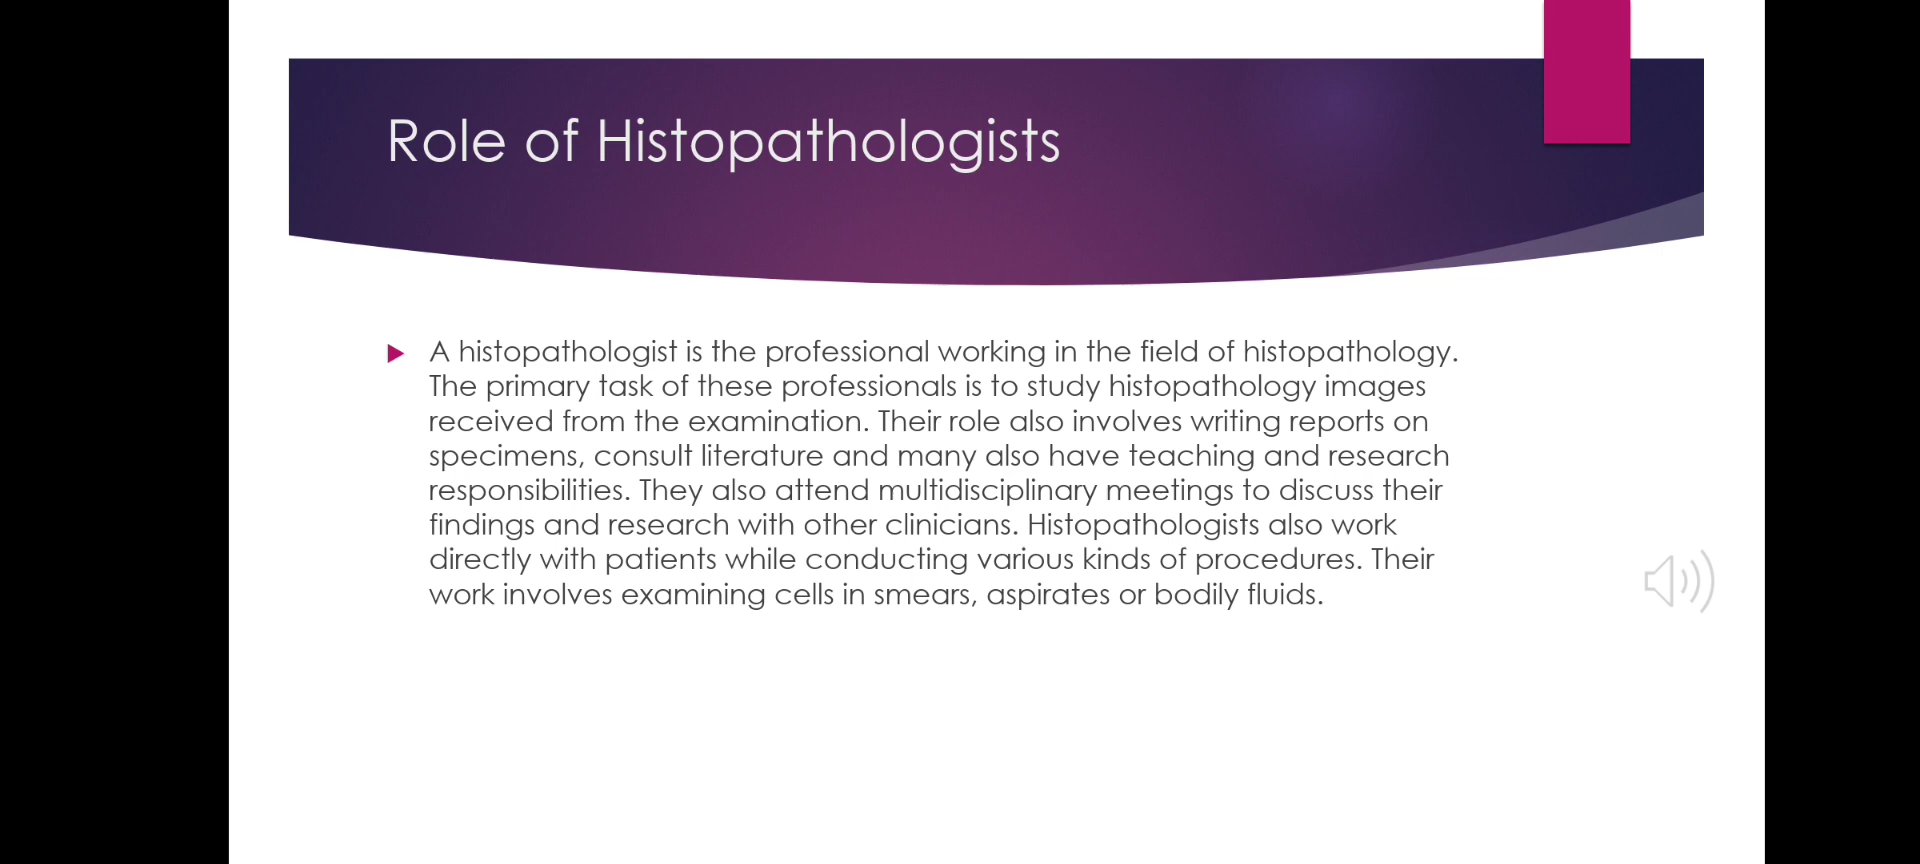 Role of Histopathologists
A histopathologist is the professional working in the field of histopathology.
The primary task of these professionals is to study histopathology images
received from the examination. Their role also involves writing reports on
specimens, consult literature and many also have teaching and research
responsibilities. They also attend multidisciplinary meetings to discuss their
findings and research with other clinicians. Histopathologists also work
directly with patients while conducting various kinds of procedures. Their
work involves examining cells in smears, aspirates or bodily fluids.